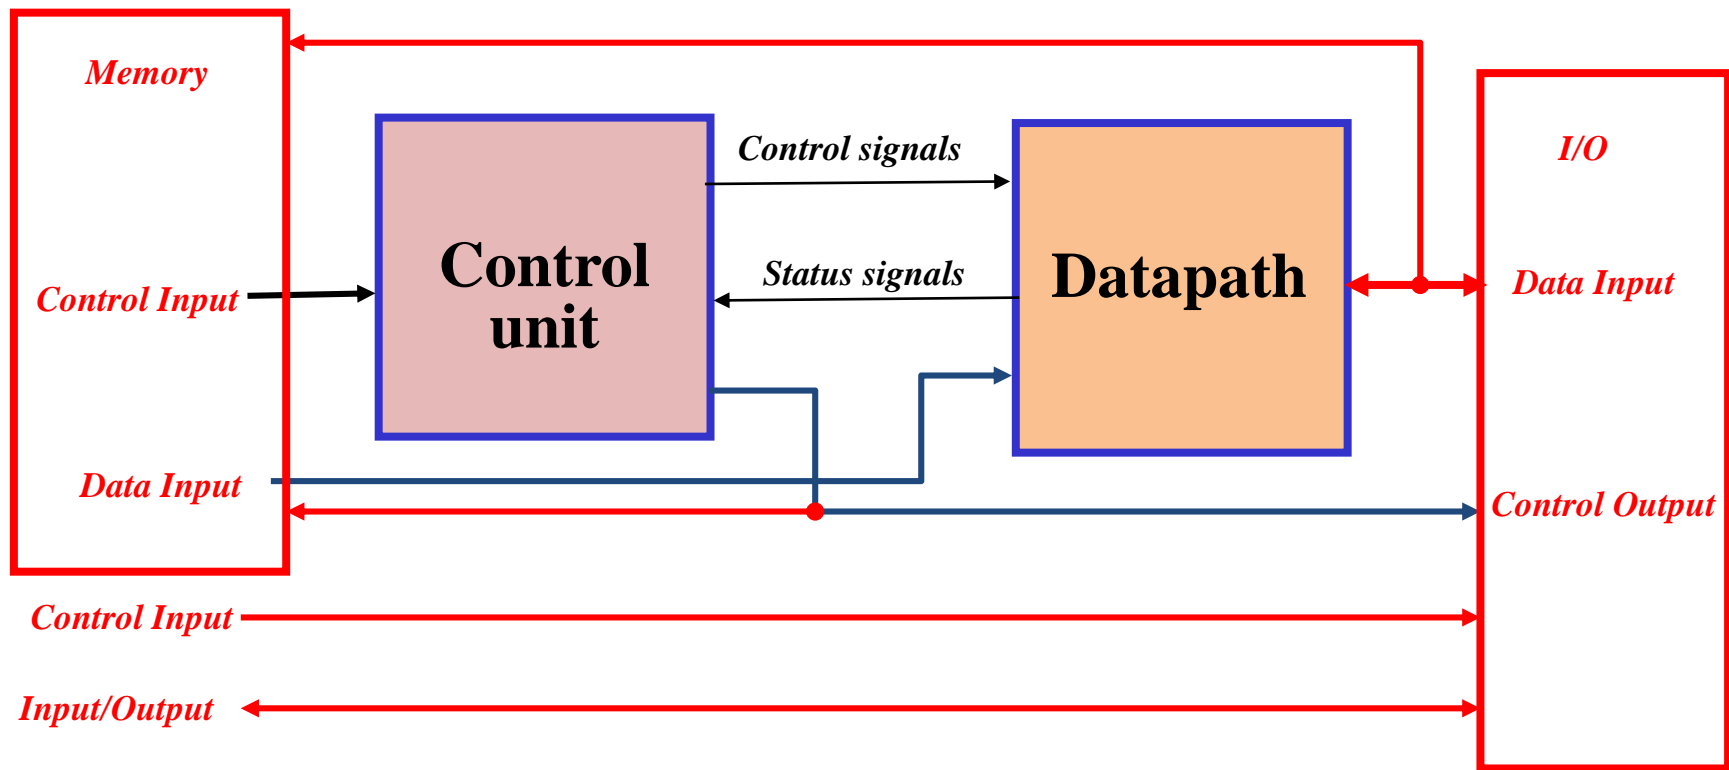 Memory
Control signals
I/O
Control
unit
Status signals
Datapath
Data Input
Control Input
Data Input
Control Output
Control Input
Input/Output